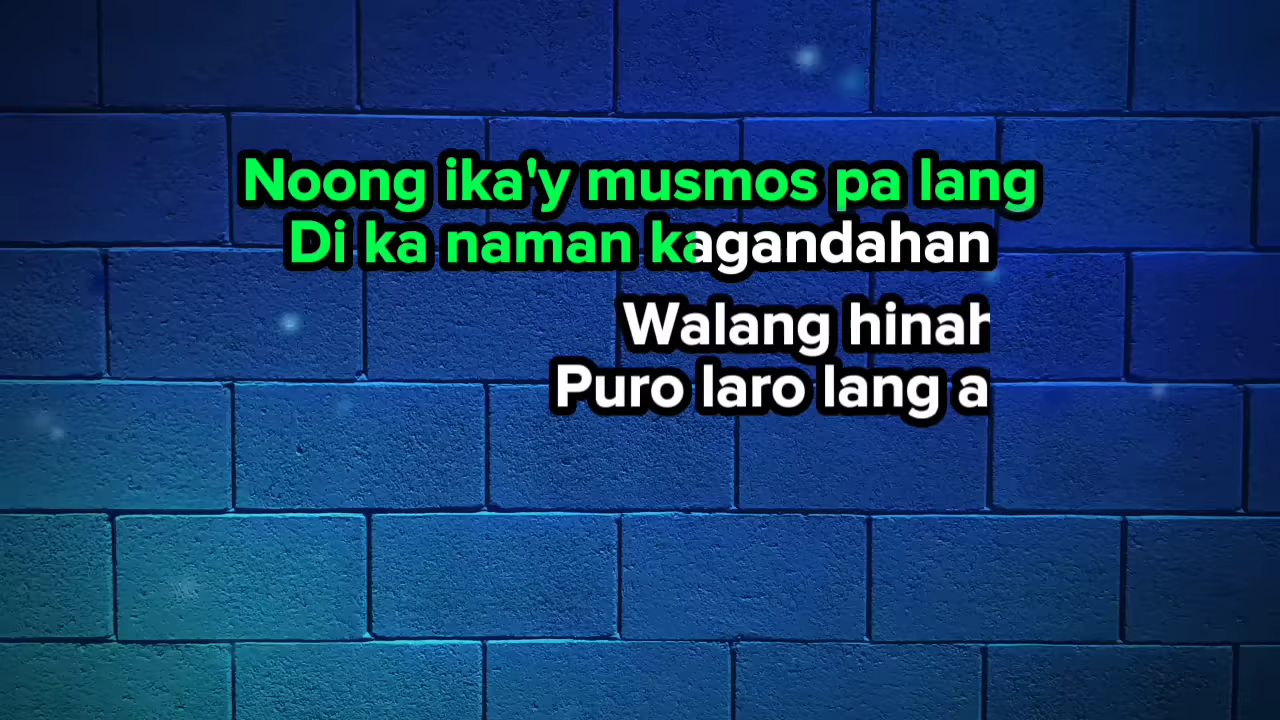 Noong ika'y musmos pa lang
Di ka naman kagandahan
Walang
Puro laro lang